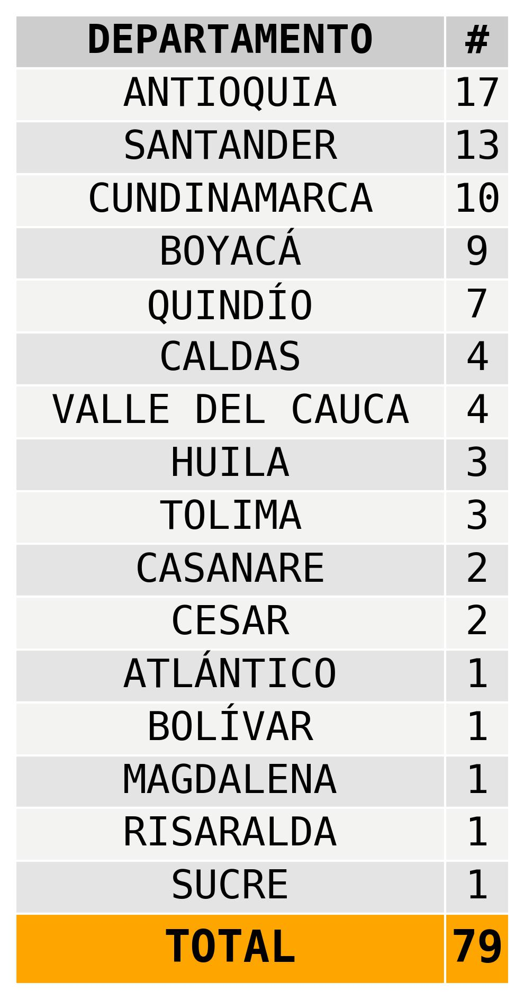 DEPARTAMENTO #
ANTIOQUIA 17
SANTANDER 13
CUNDINAMARCA 10
BOYACÁ 9
QUINDÍO 7
CALDAS 4
VALLE DEL CAUCA 4
HUILA 3
TOLIMA 3
CASANARE 2
CESAR 2
ATLÁNTICO 1
BOLÍVAR 1
MAGDALENA 1
RISARALDA 1
SUCRE 1
TOTAL 79